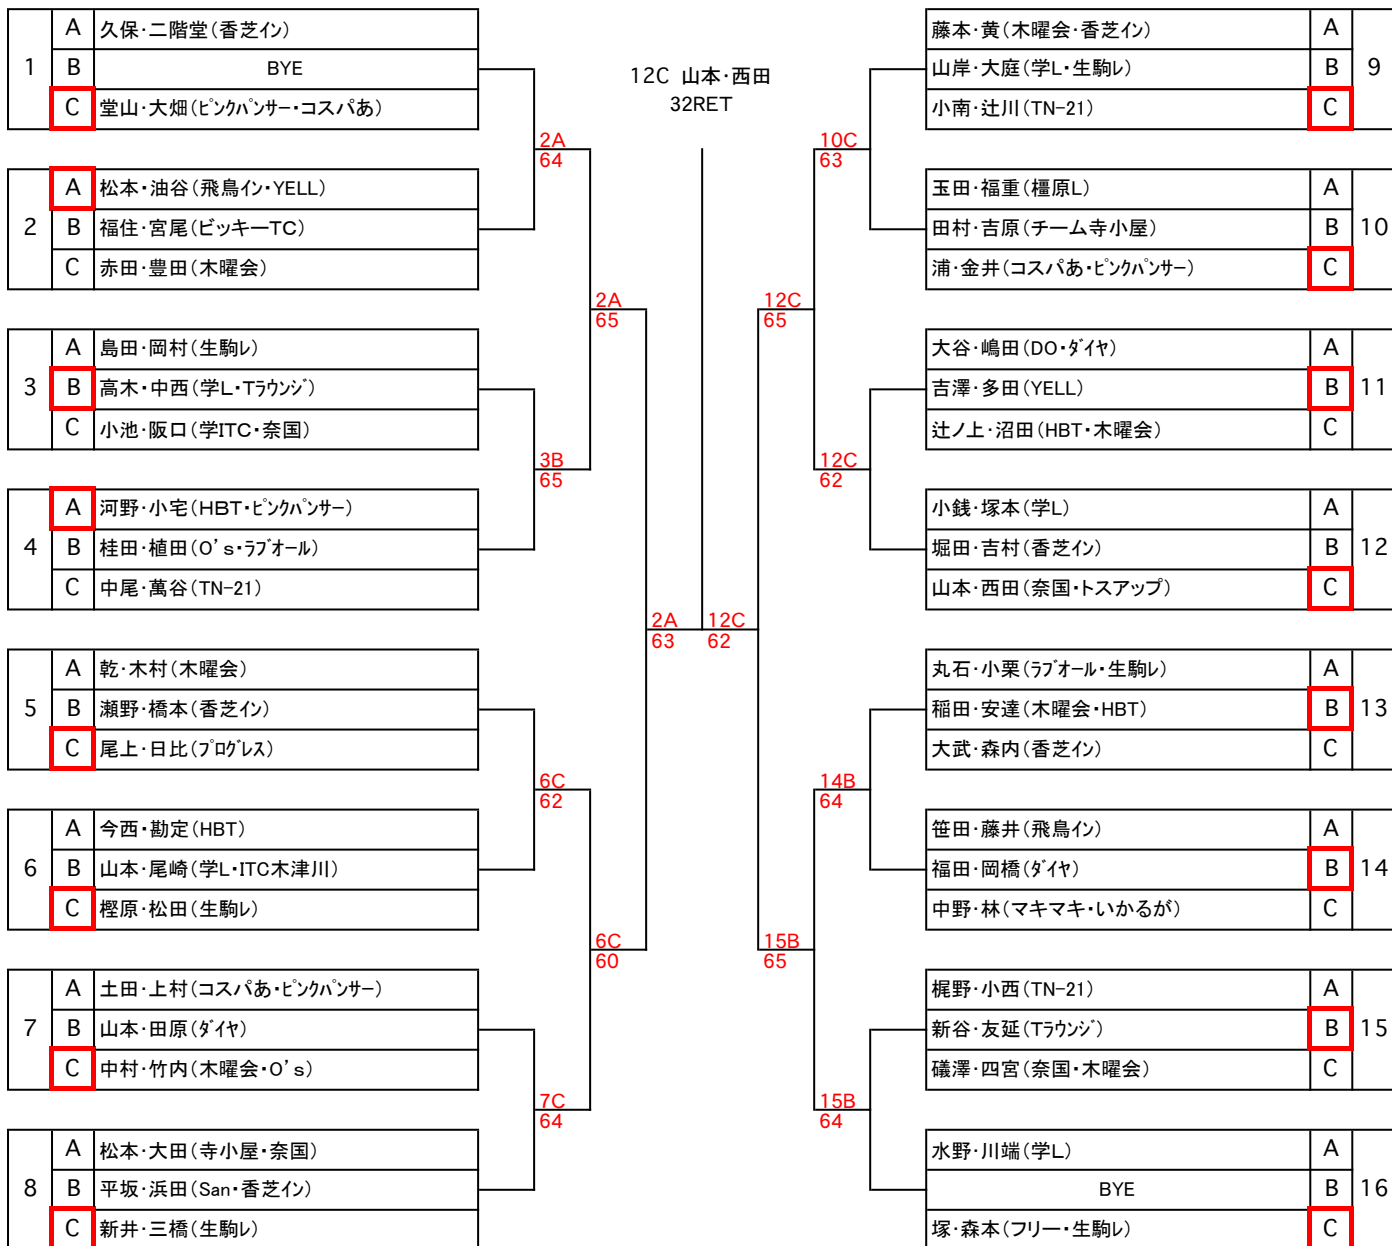 12C 山本・西田
32RET
1
A 久保・二階堂(香芝イン)
B BYE
C 堂山・大畑(ピンクパンサー・コスパあ)
2
A 松本・油谷(飛鳥イン・YELL)
B 福住・宮尾(ビッキーTC)
C 赤田・豊田(木曜会)
3
A 島田・岡村(生駒レ)
B 高木・中西(学L・Tラウンジ)
C 小池・阪口(学ITC・奈国)
4
A 河野・小宅(HBT・ピンクパンサー)
B 桂田・植田(O's・ラブオール)
C 中尾・萬谷(TN-21)
5
A 乾・木村(木曜会)
B 瀬野・橋本(香芝イン)
C 尾上・日比(プログレス)
6
A 今西・勘定(HBT)
B 山本・尾崎(学L・ITC木津川)
C 樫原・松田(生駒レ)
7
A 土田・上村(コスパあ・ピンクパンサー)
B 山本・田原(ダイヤ)
C 中村・竹内(木曜会・O's)
8
A 松本・大田(寺小屋・奈国)
B 平坂・浜田(San・香芝イン)
C 新井・三橋(生駒レ)
2A
64
3B
65
6C
62
7C
64
2A
65
6C
60
2A
63
12C
62
12C
65
15B
65
10C
63
12C
62
14B
64
15B
64
藤本・黄(木曜会・香芝イン) A
山岸・大庭(学L・生駒レ) B
小南・辻川(TN-21) C
9
玉田・福重(橿原L) A
田村・吉原(チーム寺小屋) B
浦・金井(コスパあ・ピンクパンサー) C
10
大谷・嶋田(DO・ダイヤ) A
吉澤・多田(YELL) B
辻ノ上・沼田(HBT・木曜会) C
11
小銭・塚本(学L) A
堀田・吉村(香芝イン) B
山本・西田(奈国・トスアップ) C
12
丸石・小栗(ラブオール・生駒レ) A
稲田・安達(木曜会・HBT) B
大武・森内(香芝イン) C
13
笹田・藤井(飛鳥イン) A
福田・岡橋(ダイヤ) B
中野・林(マキマキ・いかるが) C
14
梶野・小西(TN-21) A
新谷・友延(Tラウンジ) B
礒澤・四宮(奈国・木曜会) C
15
水野・川端(学L) A
BYE B
塚・森本(フリー・生駒レ) C
16